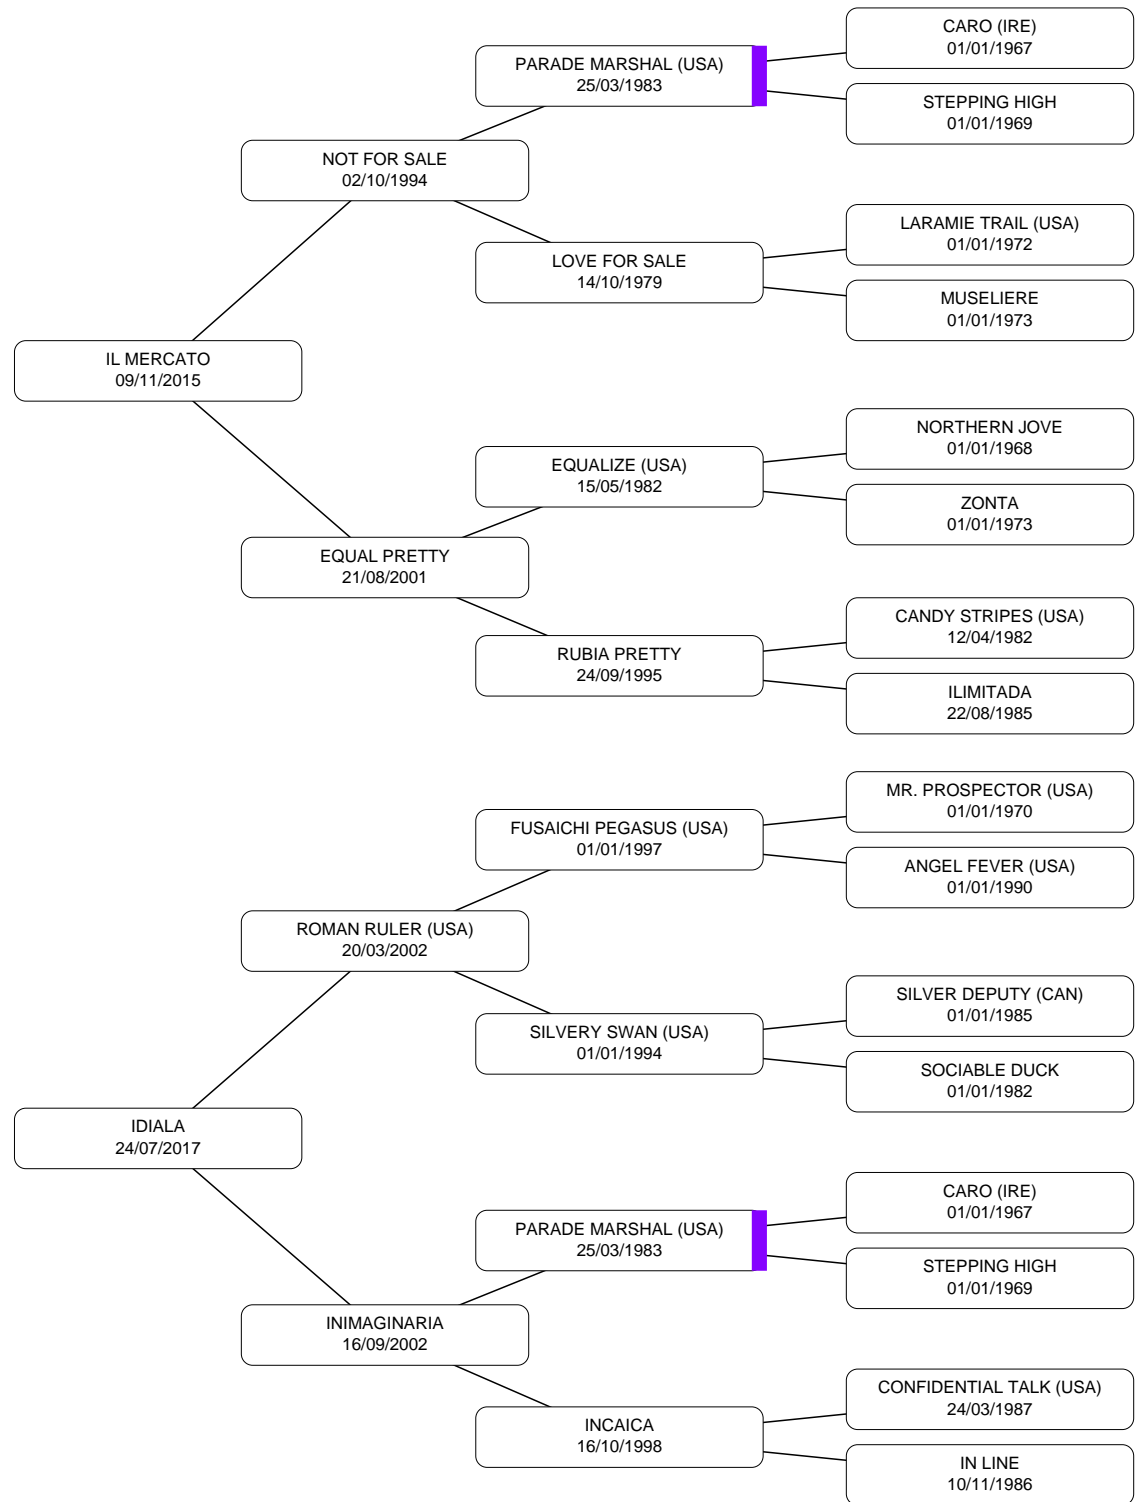 CARO (IRE)
01/01/1967
PARADE MARSHAL (USA)
25/03/1983
STEPPING HIGH
01/01/1969
NOT FOR SALE
02/10/1994
LARAMIE TRAIL (USA)
01/01/1972
LOVE FOR SALE
14/10/1979
MUSELIERE
01/01/1973
IL MERCATO
09/11/2015
NORTHERN JOVE
01/01/1968
EQUALIZE (USA)
15/05/1982
ZONTA
01/01/1973
EQUAL PRETTY
21/08/2001
CANDY STRIPES (USA)
12/04/1982
RUBIA PRETTY
24/09/1995
ILIMITADA
22/08/1985
MR. PROSPECTOR (USA)
01/01/1970
FUSAICHI PEGASUS (USA)
01/01/1997
ANGEL FEVER (USA)
01/01/1990
ROMAN RULER (USA)
20/03/2002
SILVER DEPUTY (CAN)
01/01/1985
SILVERY SWAN (USA)
01/01/1994
SOCIABLE DUCK
01/01/1982
IDIALA
24/07/2017
CARO (IRE)
01/01/1967
PARADE MARSHAL (USA)
25/03/1983
STEPPING HIGH
01/01/1969
INIMAGINARIA
16/09/2002
CONFIDENTIAL TALK (USA)
24/03/1987
INCAICA
16/10/1998
IN LINE
10/11/1986